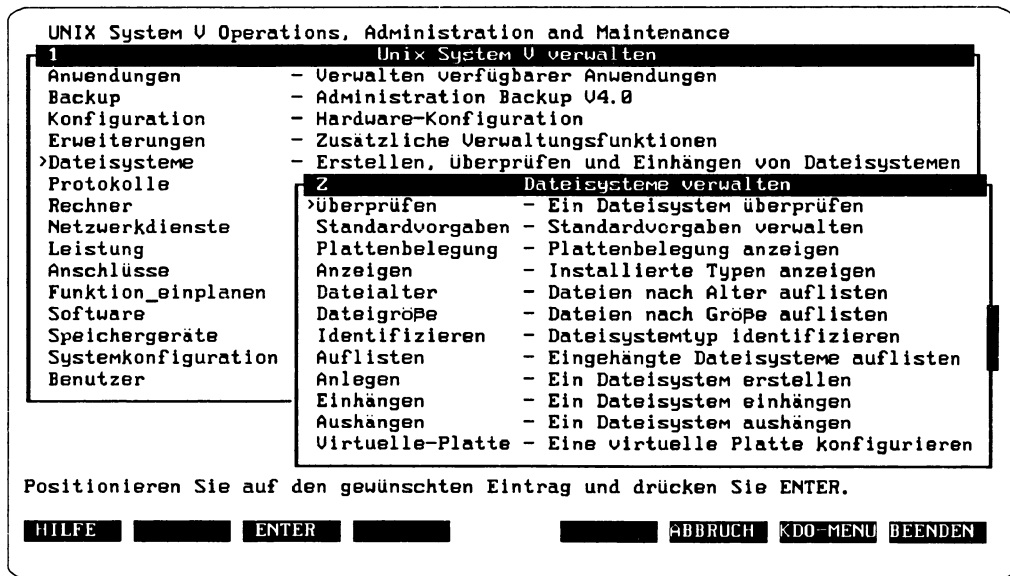 UNIX System V Operations, Administration and Maintenance
1 Unix System V verwalten
Anwendungen - Verwalten verfügbarer Anwendungen
Backup - Administration Backup V4.0
Konfiguration - Hardware-Konfiguration
Erweiterungen - Zusätzliche Verwaltungsfunktionen
>Dateisysteme - Erstellen, überprüfen und Einhängen von Dateisystemen
Protokolle
Rechner
Netzwerkdienste
Leistung
Anschlüsse
Funktion_einplanen
Software
Speichergeräte
Systemkonfiguration
Benutzer
2 Dateisysteme verwalten
>überprüfen - Ein Dateisystem überprüfen
Standardvorgaben - Standardvorgaben verwalten
Plattenbelegung - Plattenbelegung anzeigen
Anzeigen - Installierte Typen anzeigen
Dateialter - Dateien nach Alter auflisten
Dateigröße - Dateien nach Größe auflisten
Identifizieren - Dateisystemtyp identifizieren
Auflisten - Eingehängte Dateisysteme auflisten
Anlegen - Ein Dateisystem erstellen
Einhängen - Ein Dateisystem einhängen
Aushängen - Ein Dateisystem aushängen
Virtuelle-Platte - Eine virtuelle Platte konfigurieren
Positionieren Sie auf den gewünschten Eintrag und drücken Sie ENTER.
HILFE ENTER ABBRUCH KDO-MENU BEENDEN